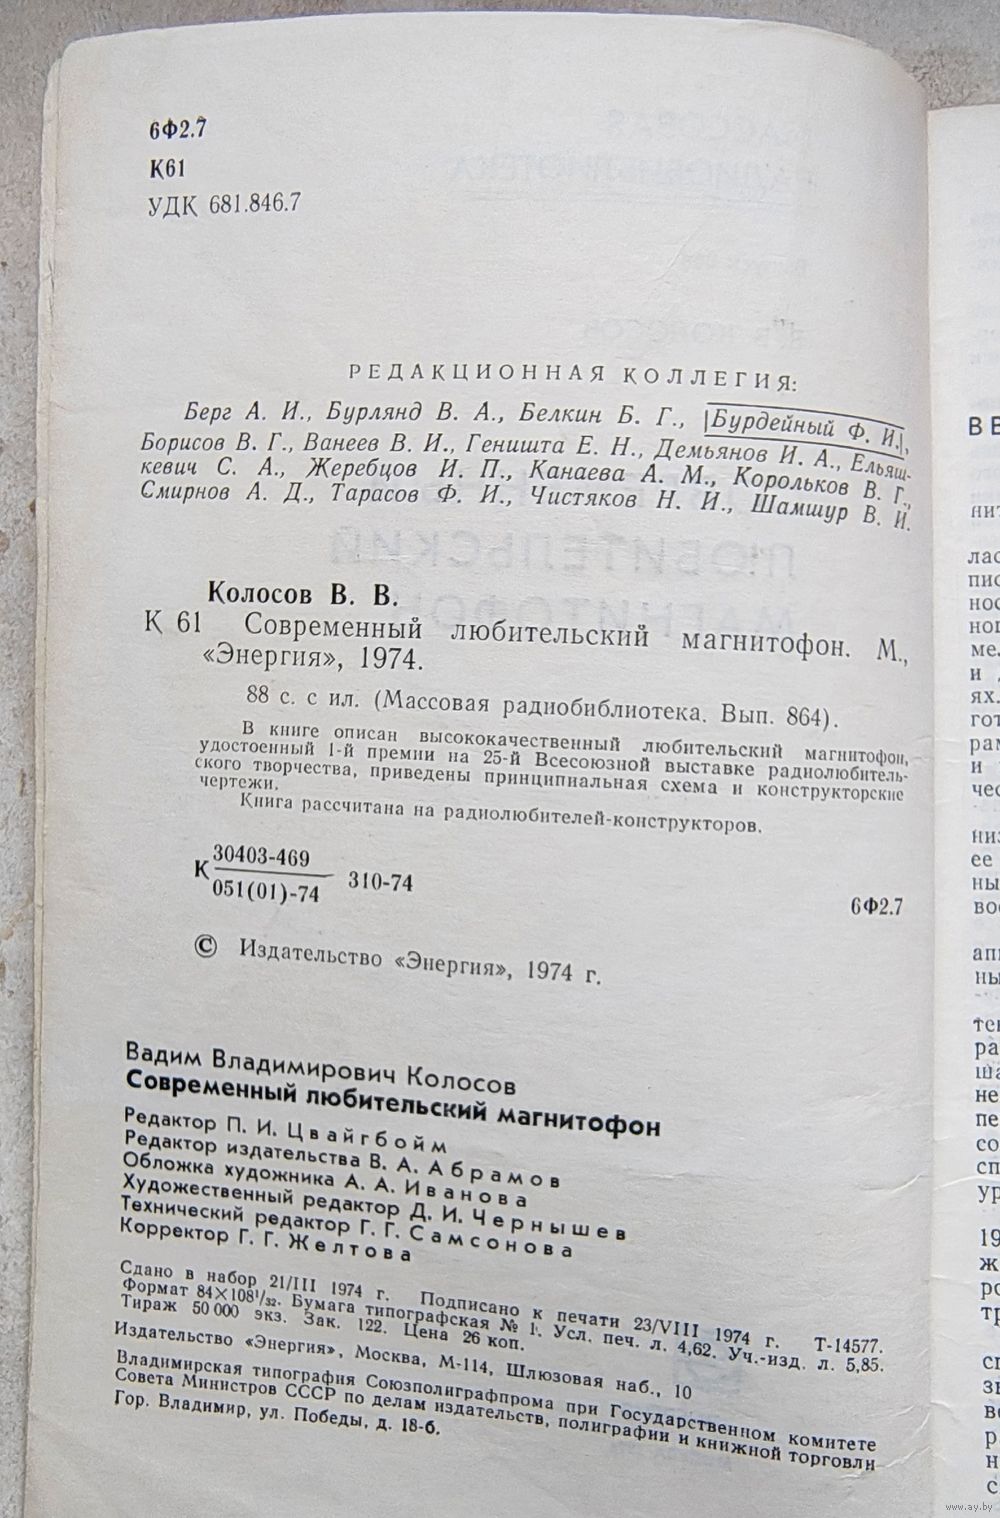 6Ф2.7
К61
УДК 681.846.7
РЕДАКЦИОННАЯ КОЛЛЕГИЯ:
Берг А. И., Бурлянд В. А., Белкин Б. Г., |Бурдейный Ф. И.|,
Борисов В. Г., Ванеев В. И., Геништа Е. Н., Демьянов И. А., Ельяш-
кевич С. А., Жеребцов И. П., Канаева А. М., Корольков В. Г.,
Смирнов А. Д., Тарасов Ф. И., Чистяков Н. И., Шамшур В. И.
Колосов В. В.
К 61 Современный любительский магнитофон. М.,
«Энергия», 1974.
88 с. с ил. (Массовая радиобиблиотека. Вып. 864).
В книге описан высококачественный любительский магнитофон,
удостоенный 1-й премии на 25-й Всесоюзной выставке радиолюбитель-
ского творчества, приведены принципиальная схема и конструкторские
чертежи.
Книга рассчитана на радиолюбителей-конструкторов.
К 30403-469
051(01)-74 310-74
6Ф2.7
© Издательство «Энергия», 1974 г.
Вадим Владимирович Колосов
Современный любительский магнитофон
Редактор П. И. Цвайгбойм
Редактор издательства В. А. Абрамов
Обложка художника А. А. Иванова
Художественный редактор Д. И. Чернышев
Технический редактор Г. Г. Самсонова
Корректор Г. Г. Желтова
Сдано в набор 21/III 1974 г. Подписано к печати 23/VIII 1974 г. Т-14577.
Формат 84×108¹/₃₂. Бумага типографская № 1. Усл. печ. л. 4,62. Уч.-изд. л. 5,85.
Тираж 50 000 экз. Зак. 122. Цена 26 коп.
Издательство «Энергия», Москва, М-114, Шлюзовая наб., 10
Владимирская типография Союзполиграфпрома при Государственном комитете
Совета Министров СССР по делам издательств, полиграфии и книжной торговли
Гор. Владимир, ул. Победы, д. 18-б.
www.ay.by